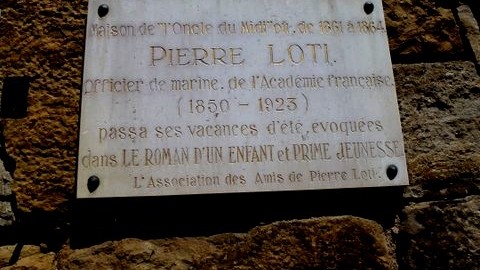 Maison de "l'Oncle du Midi" où, de 1861 à 1864
PIERRE LOTI.
Officier de marine, de l'Académie française.
(1850 - 1923)
passa ses vacances d'été, évoquées
dans LE ROMAN D'UN ENFANT et PRIME JEUNESSE
L'Association des Amis de Pierre Loti.